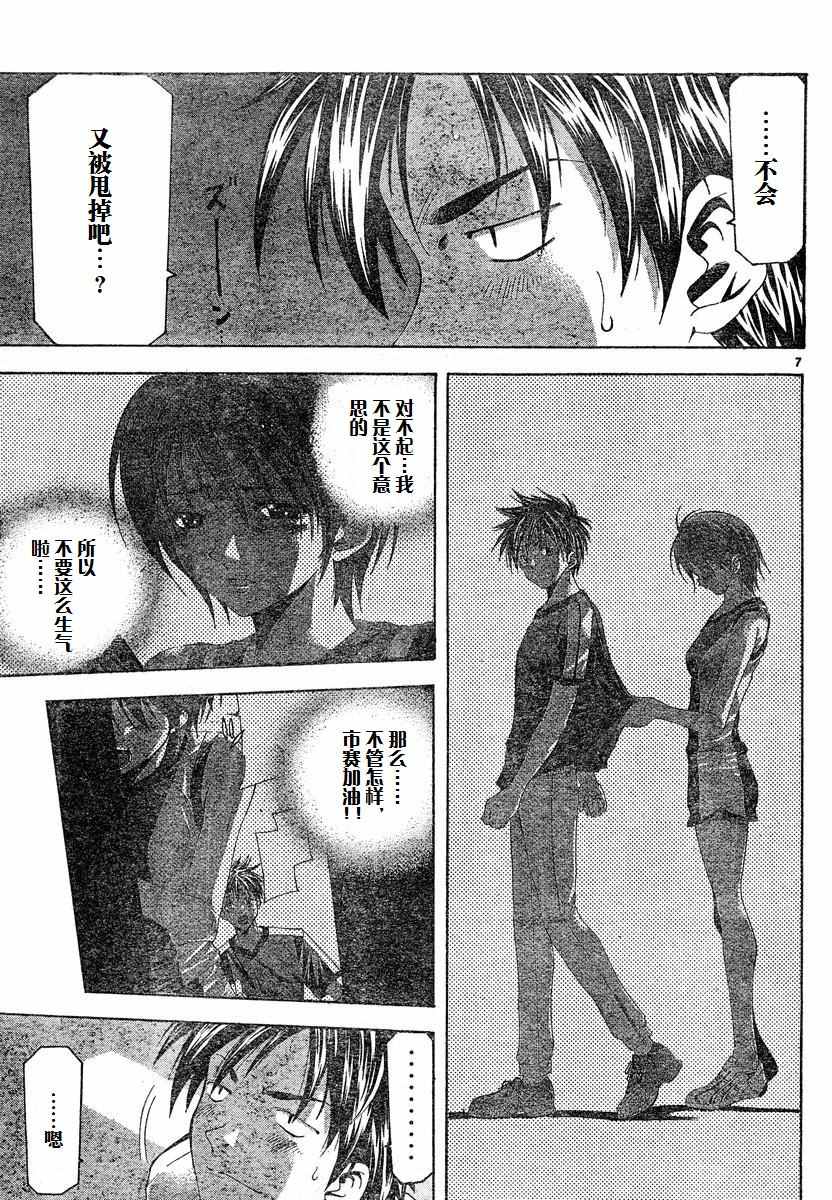 ……不会
又被甩掉吧…？
ズーン
7
对不起…我
不是这个意
思的
所以
不要这么生气
啦……
那么……
不管怎样，
市赛加油!!
………
……嗯